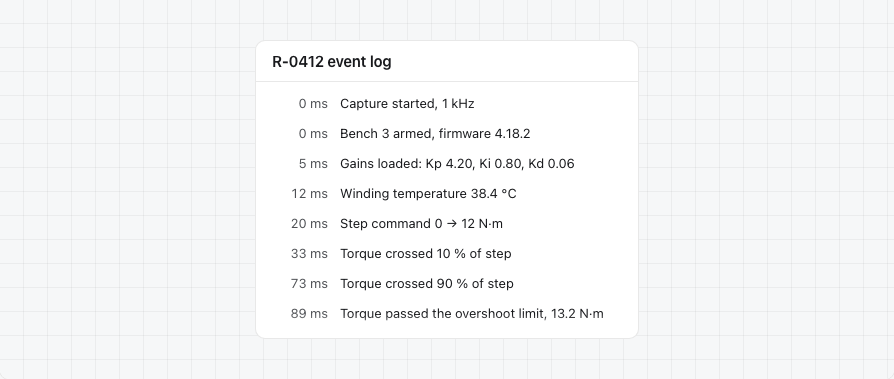 R-0412 event log
0 ms Capture started, 1 kHz
0 ms Bench 3 armed, firmware 4.18.2
5 ms Gains loaded: Kp 4.20, Ki 0.80, Kd 0.06
12 ms Winding temperature 38.4 °C
20 ms Step command 0 → 12 N·m
33 ms Torque crossed 10 % of step
73 ms Torque crossed 90 % of step
89 ms Torque passed the overshoot limit, 13.2 N·m